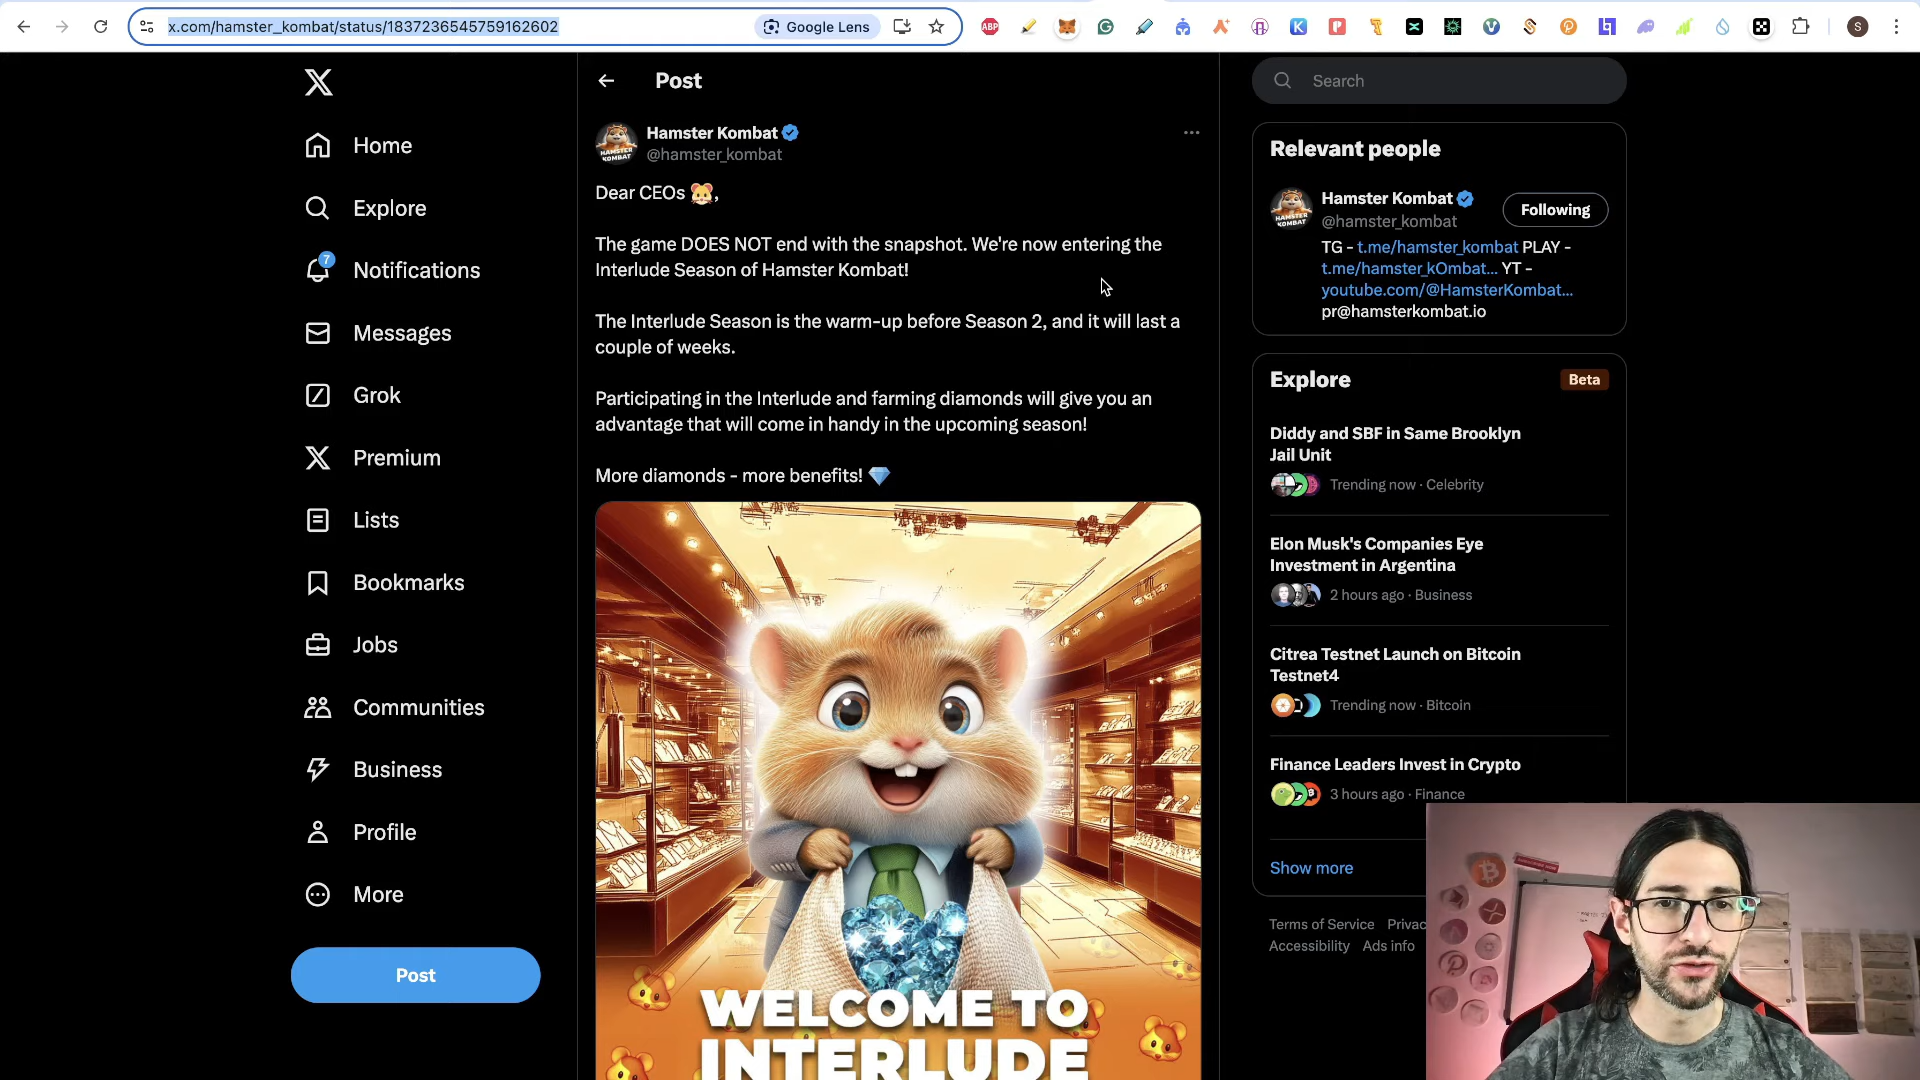 x.com/hamster_kombat/status/1837236545759162602
Google Lens
ABP
S
Post
Search
Home
Explore
7
Notifications
Messages
Grok
Premium
Lists
Bookmarks
Jobs
Communities
Business
Profile
More
Post
Hamster Kombat
@hamster_kombat
Dear CEOs 🐹,
The game DOES NOT end with the snapshot. We're now entering the
Interlude Season of Hamster Kombat!
The Interlude Season is the warm-up before Season 2, and it will last a
couple of weeks.
Participating in the Interlude and farming diamonds will give you an
advantage that will come in handy in the upcoming season!
More diamonds - more benefits! 💎
WELCOME TO
INTERLUDE
Relevant people
Hamster Kombat
@hamster_kombat
Following
TG - t.me/hamster_kombat PLAY -
t.me/hamster_kOmbat... YT -
youtube.com/@HamsterKombat...
pr@hamsterkombat.io
Explore
Beta
Diddy and SBF in Same Brooklyn
Jail Unit
Trending now · Celebrity
Elon Musk's Companies Eye
Investment in Argentina
2 hours ago · Business
Citrea Testnet Launch on Bitcoin
Testnet4
Trending now · Bitcoin
Finance Leaders Invest in Crypto
3 hours ago · Finance
Show more
Terms of Service
Accessibility Ads info